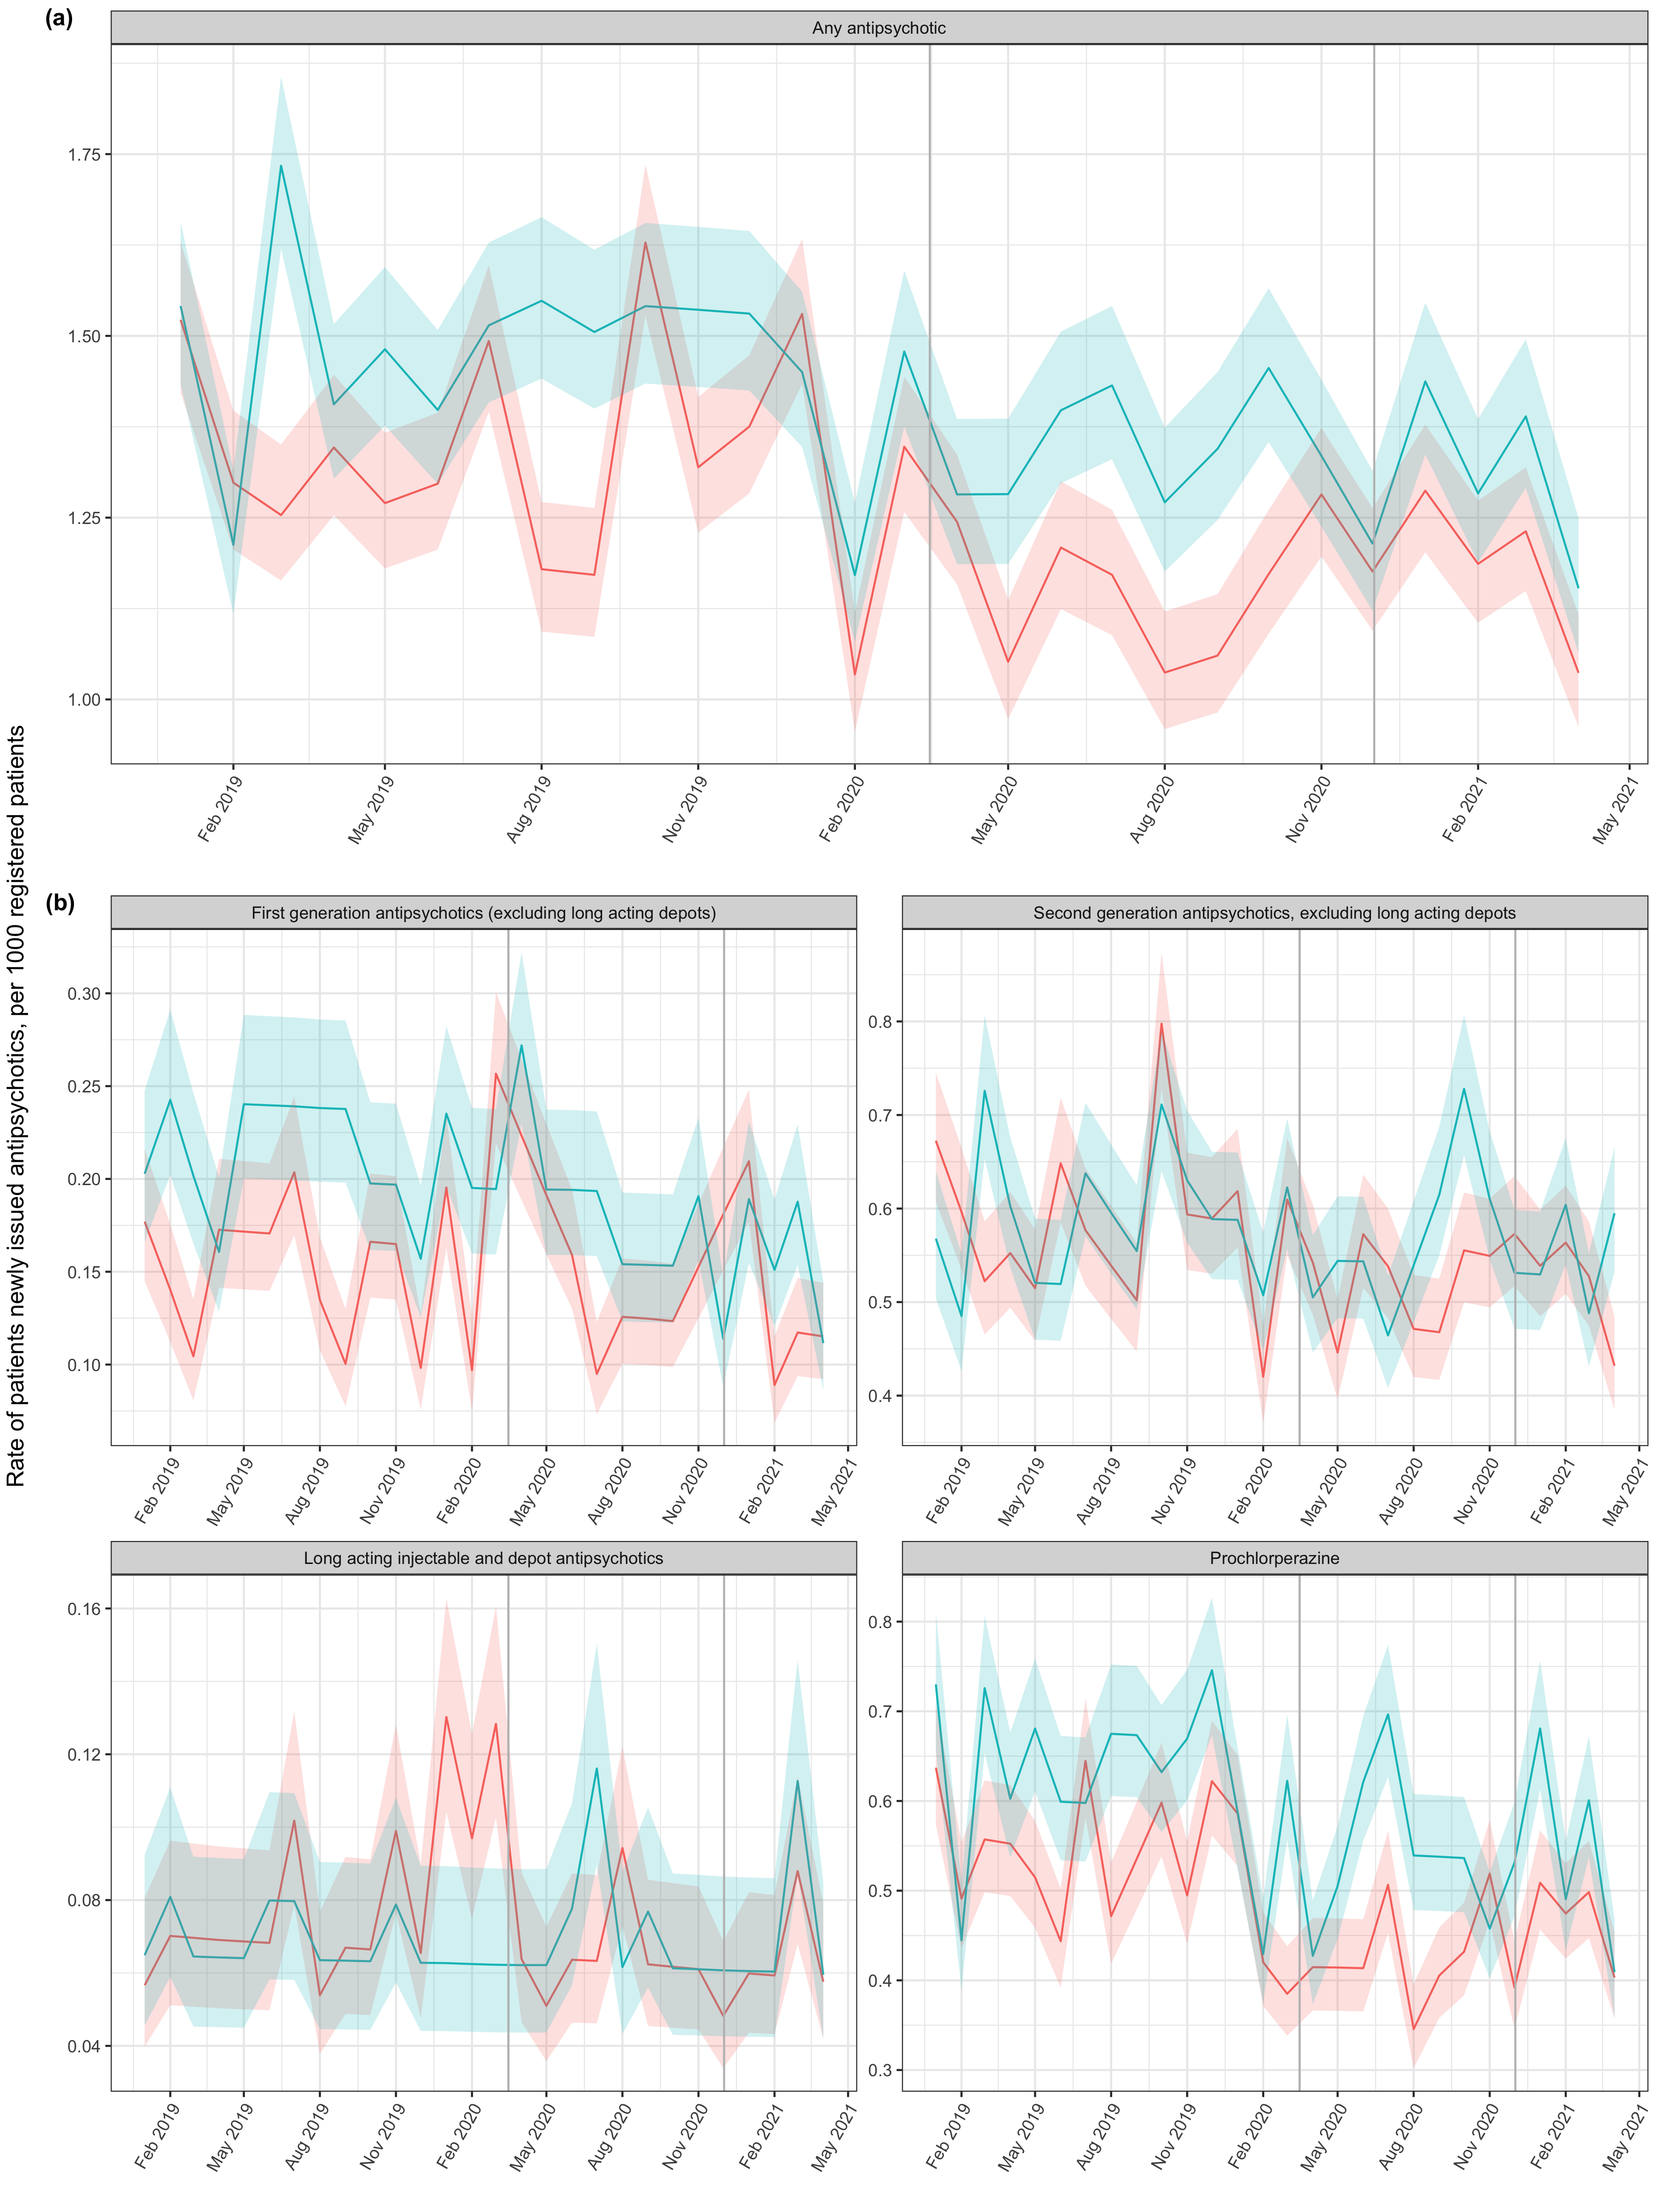 Rate of patients newly issued antipsychotics, per 1000 registered patients
(a)
Any antipsychotic
1.75
1.50
1.25
1.00
Feb 2019
May 2019
Aug 2019
Nov 2019
Feb 2020
May 2020
Aug 2020
Nov 2020
Feb 2021
May 2021
(b)
First generation antipsychotics (excluding long acting depots)
0.30
0.25
0.20
0.15
0.10
Feb 2019
May 2019
Aug 2019
Nov 2019
Feb 2020
May 2020
Aug 2020
Nov 2020
Feb 2021
May 2021
Second generation antipsychotics, excluding long acting depots
0.8
0.7
0.6
0.5
0.4
Feb 2019
May 2019
Aug 2019
Nov 2019
Feb 2020
May 2020
Aug 2020
Nov 2020
Feb 2021
May 2021
Long acting injectable and depot antipsychotics
0.16
0.12
0.08
0.04
Feb 2019
May 2019
Aug 2019
Nov 2019
Feb 2020
May 2020
Aug 2020
Nov 2020
Feb 2021
May 2021
Prochlorperazine
0.8
0.7
0.6
0.5
0.4
0.3
Feb 2019
May 2019
Aug 2019
Nov 2019
Feb 2020
May 2020
Aug 2020
Nov 2020
Feb 2021
May 2021